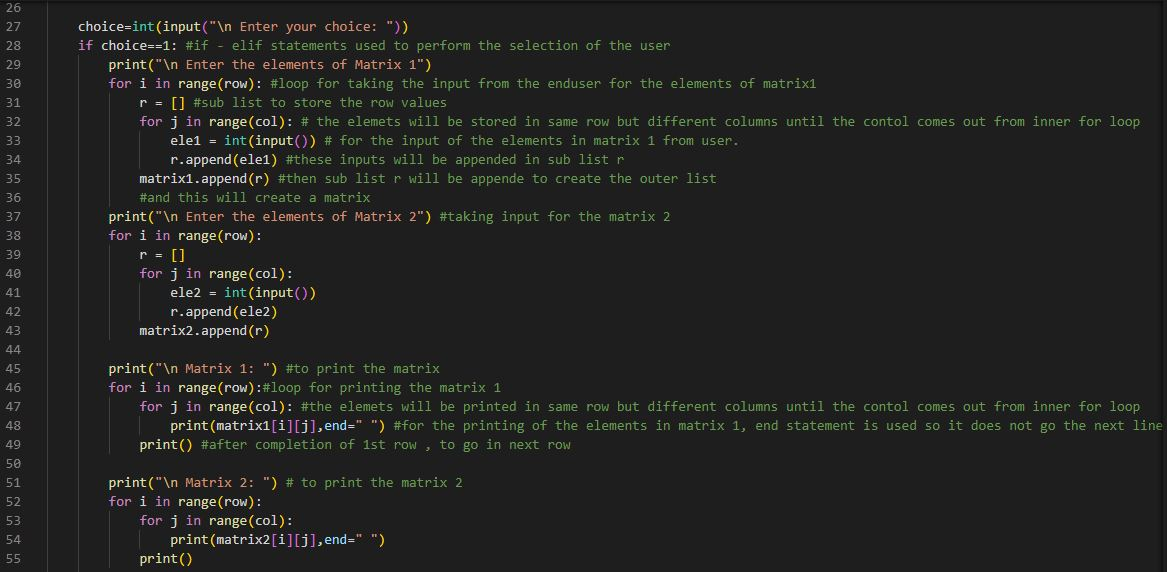 26
27 choice=int(input("\n Enter your choice: "))
28 if choice==1: #if - elif statements used to perform the selection of the user
29 print("\n Enter the elements of Matrix 1")
30 for i in range(row): #loop for taking the input from the enduser for the elements of matrix1
31 r = [] #sub list to store the row values
32 for j in range(col): # the elemets will be stored in same row but different columns until the contol comes out from inner for loop
33 ele1 = int(input()) # for the input of the elements in matrix 1 from user.
34 r.append(ele1) #these inputs will be appended in sub list r
35 matrix1.append(r) #then sub list r will be appende to create the outer list
36 #and this will create a matrix
37 print("\n Enter the elements of Matrix 2") #taking input for the matrix 2
38 for i in range(row):
39 r = []
40 for j in range(col):
41 ele2 = int(input())
42 r.append(ele2)
43 matrix2.append(r)
44
45 print("\n Matrix 1: ") #to print the matrix
46 for i in range(row):#loop for printing the matrix 1
47 for j in range(col): #the elemets will be printed in same row but different columns until the contol comes out from inner for loop
48 print(matrix1[i][j],end=" ") #for the printing of the elements in matrix 1, end statement is used so it does not go the next line
49 print() #after completion of 1st row , to go in next row
50
51 print("\n Matrix 2: ") # to print the matrix 2
52 for i in range(row):
53 for j in range(col):
54 print(matrix2[i][j],end=" ")
55 print()